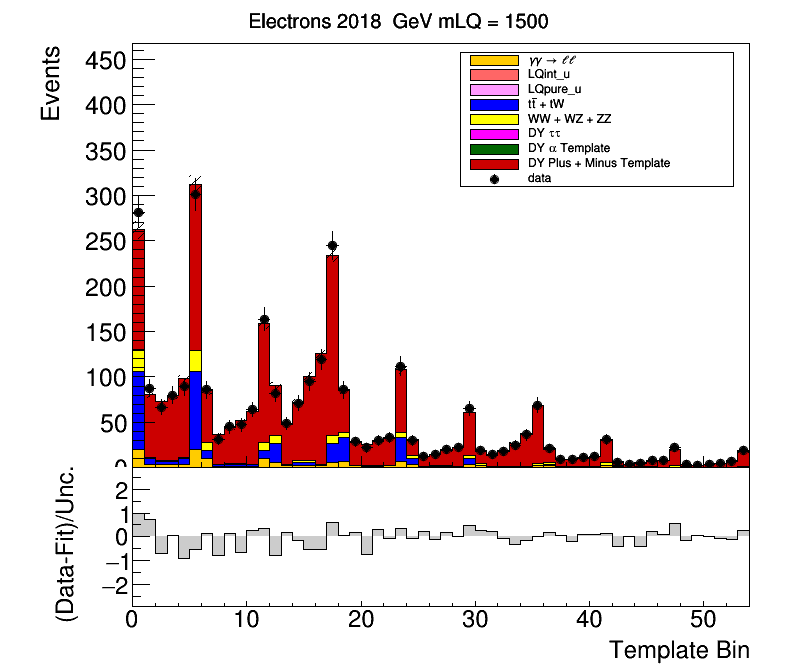 Electrons 2018 GeV mLQ = 1500
Events
450
400
350
300
250
200
150
100
50
0
γγ → ℓℓ
LQint_u
LQpure_u
tt̅ + tW
WW + WZ + ZZ
DY ττ
DY α Template
DY Plus + Minus Template
data
(Data-Fit)/Unc.
2
1
0
−1
−2
0 10 20 30 40 50
Template Bin